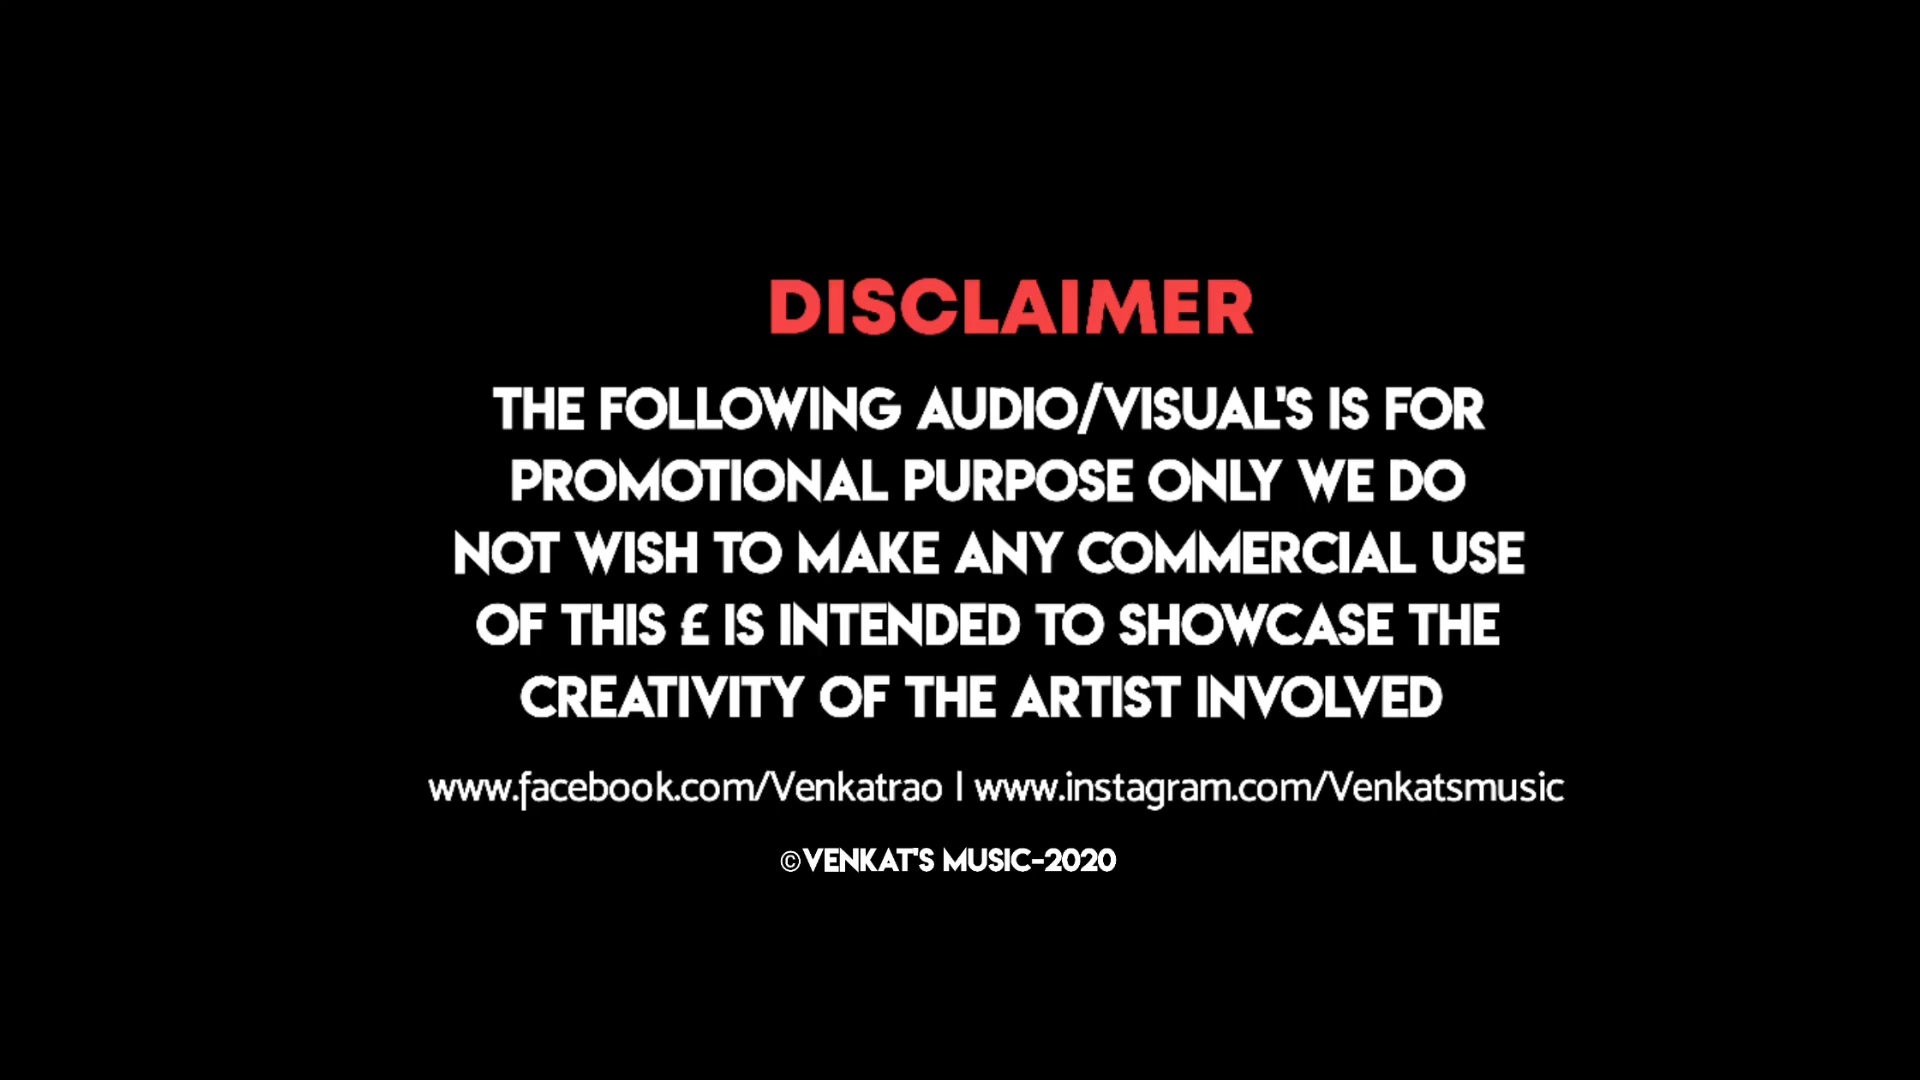 DISCLAIMER
THE FOLLOWING AUDIO/VISUAL'S IS FOR
PROMOTIONAL PURPOSE ONLY WE DO
NOT WISH TO MAKE ANY COMMERCIAL USE
OF THIS £ IS INTENDED TO SHOWCASE THE
CREATIVITY OF THE ARTIST INVOLVED
www.facebook.com/Venkatrao | www.instagram.com/Venkatsmusic
©VENKAT'S MUSIC-2020